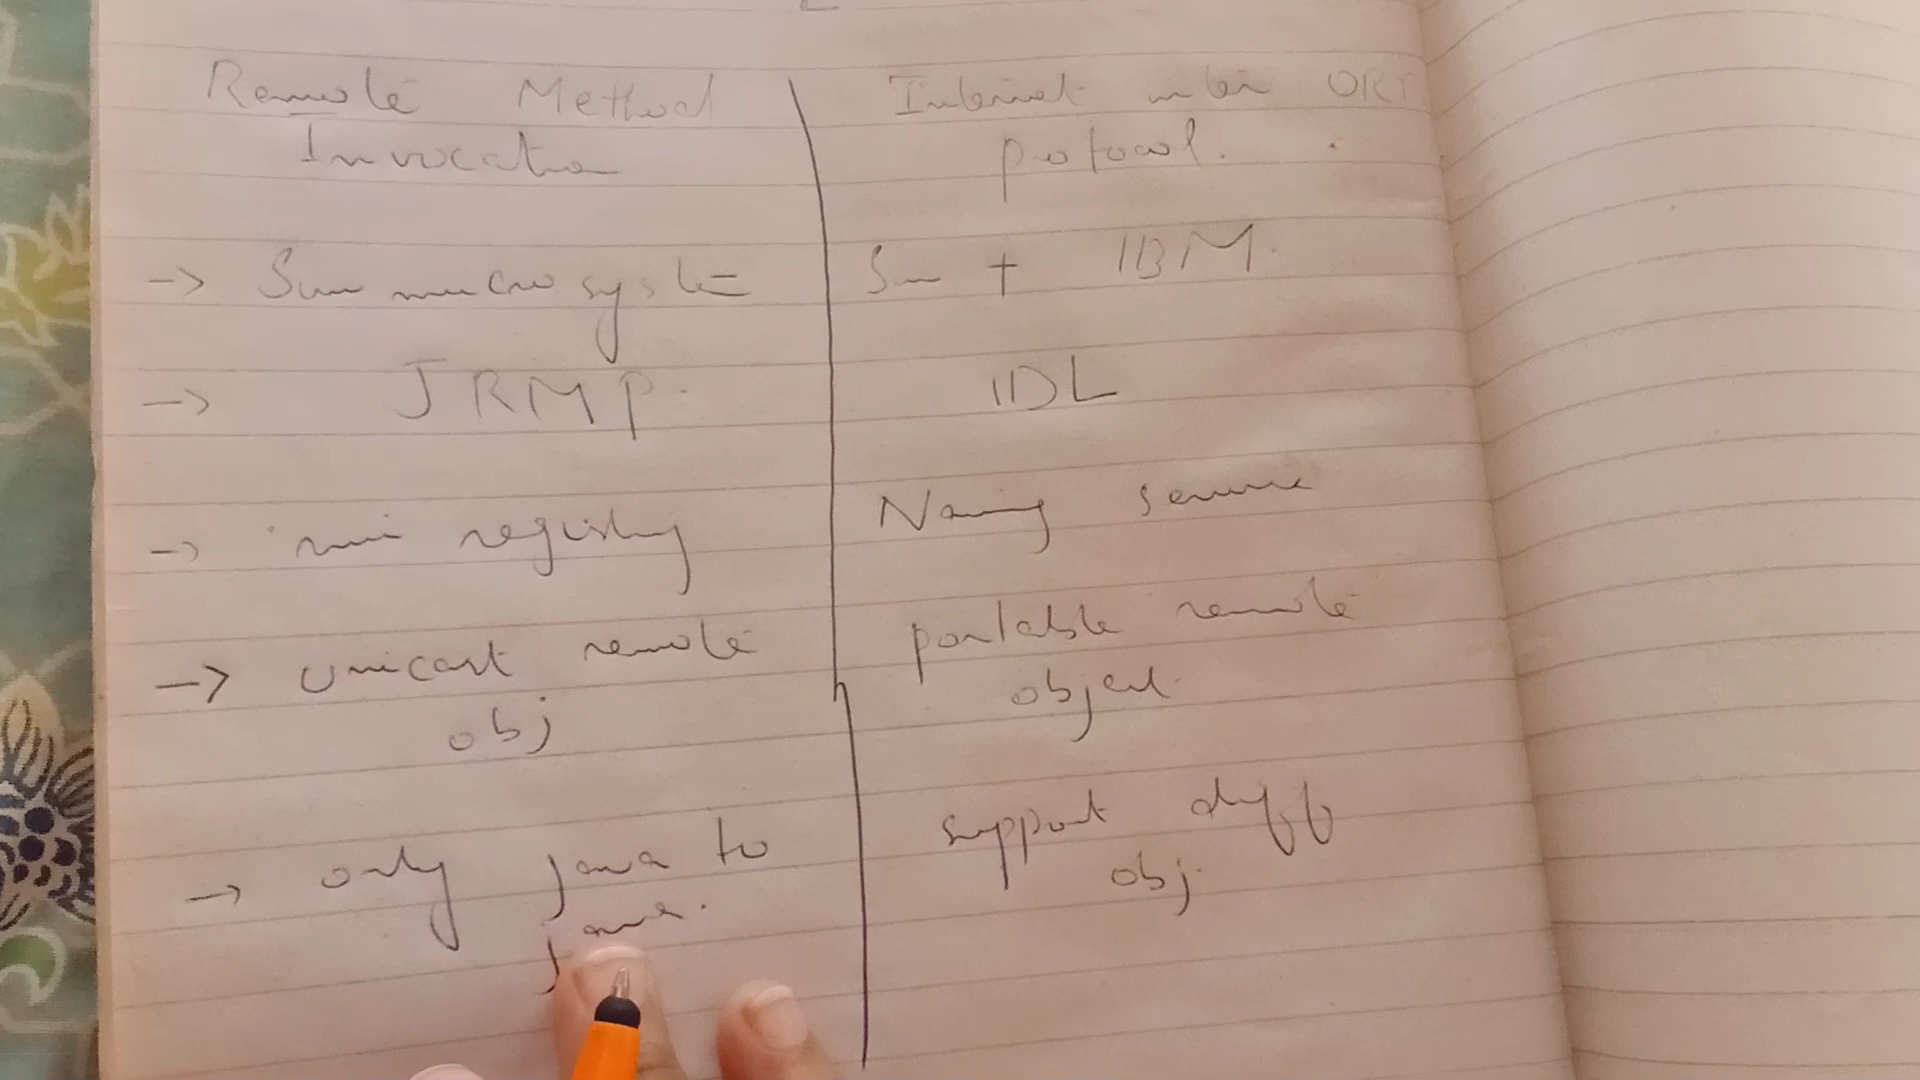 Remote Method
Invocation
-> Sun micro system
-> JRMP.
-> rmi registry
-> unicast remote
obj
-> only java to
java.
Internet inter OR
protocol.
Sun + IBM.
IDL
Naming service
portable remote
object.
support diff
obj.